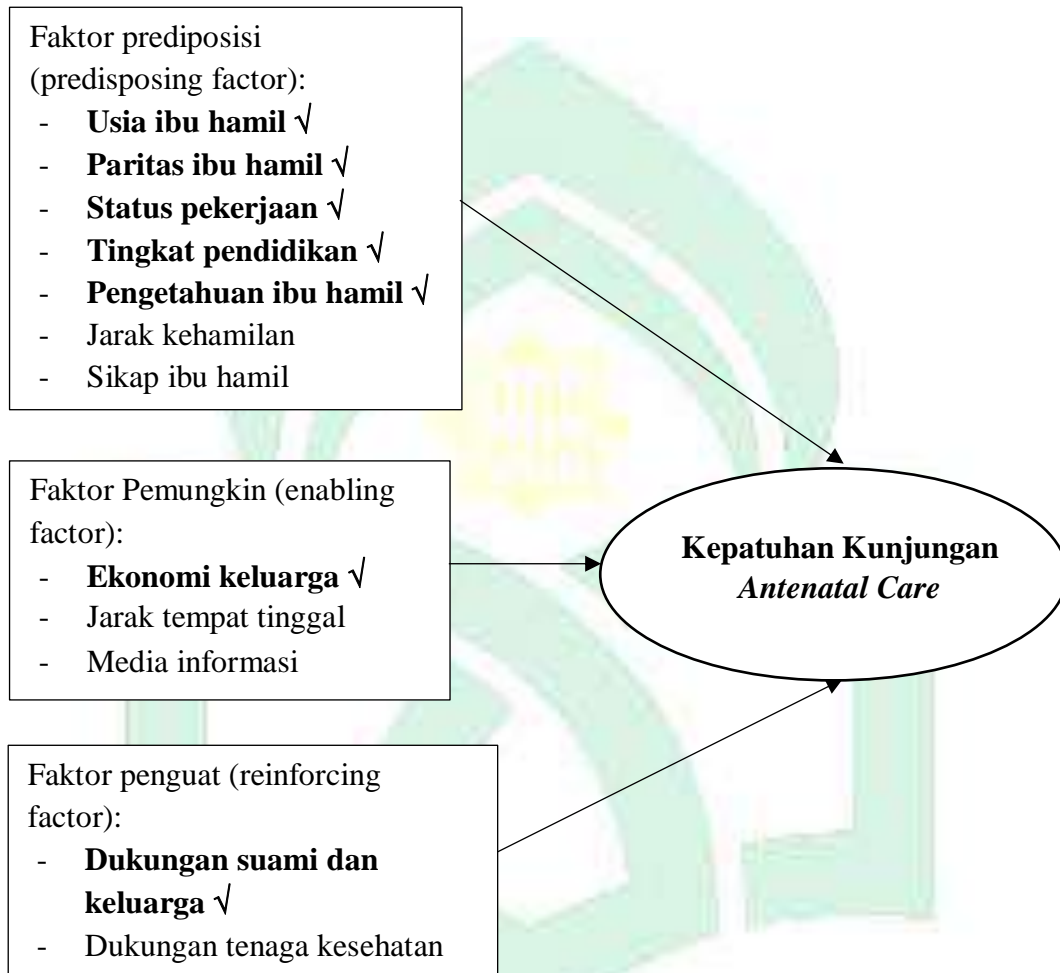 Faktor prediposisi
(predisposing factor):
- Usia ibu hamil √
- Paritas ibu hamil √
- Status pekerjaan √
- Tingkat pendidikan √
- Pengetahuan ibu hamil √
- Jarak kehamilan
- Sikap ibu hamil
Faktor Pemungkin (enabling
factor):
- Ekonomi keluarga √
- Jarak tempat tinggal
- Media informasi
Kepatuhan Kunjungan
Antenatal Care
Faktor penguat (reinforcing
factor):
- Dukungan suami dan
keluarga √
- Dukungan tenaga kesehatan